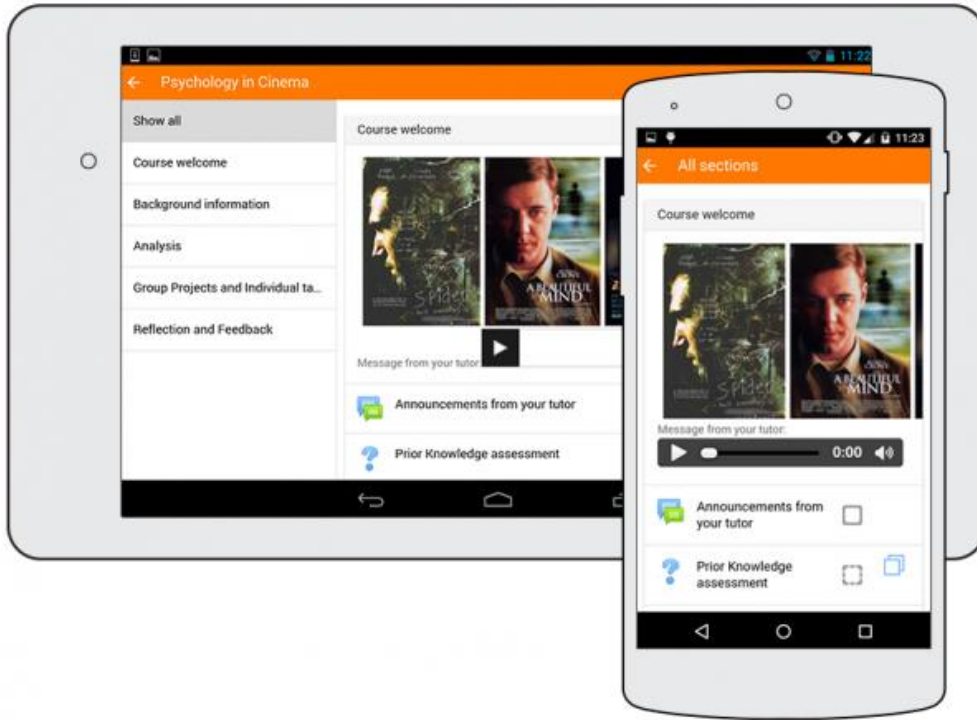 11:22
Psychology in Cinema
Show all
Course welcome
Background information
Analysis
Group Projects and Individual ta...
Reflection and Feedback
Course welcome
Spider
A BEAUTIFUL
MIND
Message from your tutor:
Announcements from your tutor
Prior Knowledge assessment
11:23
All sections
Course welcome
Spider
A BEAUTIFUL
MIND
Message from your tutor:
0:00
Announcements from
your tutor
Prior Knowledge
assessment